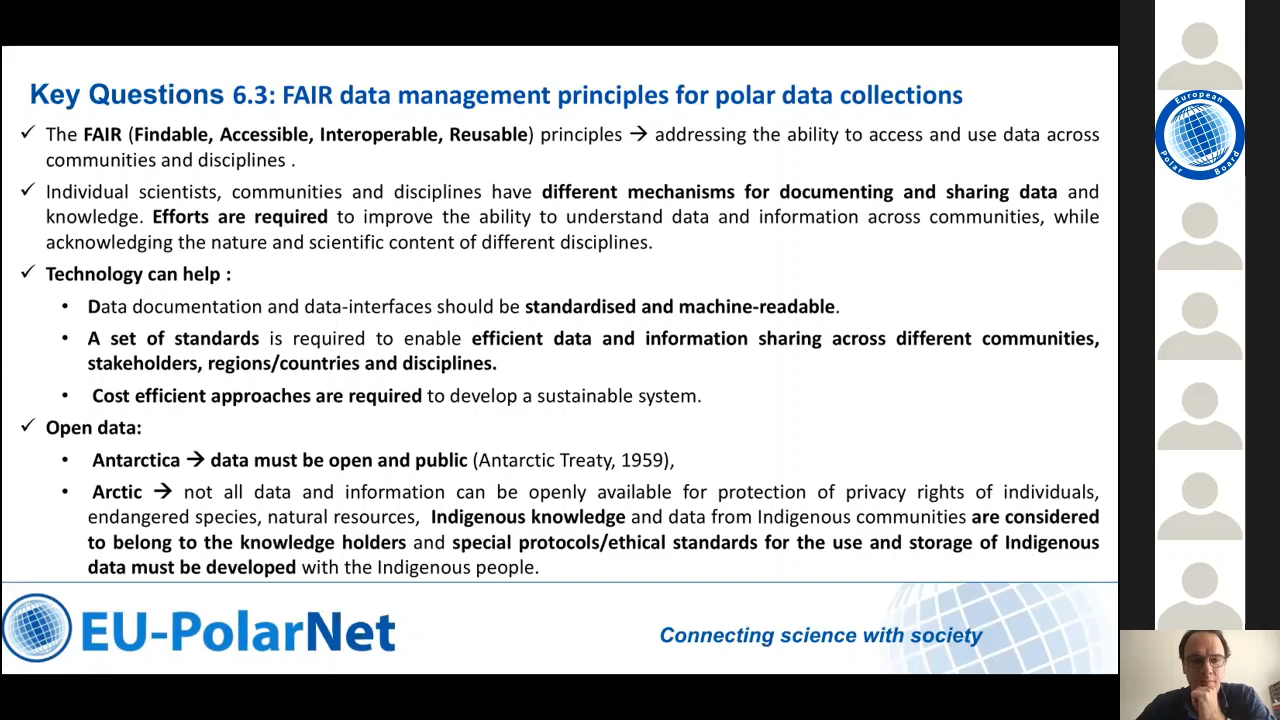 Key Questions 6.3: FAIR data management principles for polar data collections
✓ The FAIR (Findable, Accessible, Interoperable, Reusable) principles → addressing the ability to access and use data across
communities and disciplines .
✓ Individual scientists, communities and disciplines have different mechanisms for documenting and sharing data and
knowledge. Efforts are required to improve the ability to understand data and information across communities, while
acknowledging the nature and scientific content of different disciplines.
✓ Technology can help :
• Data documentation and data-interfaces should be standardised and machine-readable.
• A set of standards is required to enable efficient data and information sharing across different communities,
stakeholders, regions/countries and disciplines.
• Cost efficient approaches are required to develop a sustainable system.
✓ Open data:
• Antarctica → data must be open and public (Antarctic Treaty, 1959),
• Arctic → not all data and information can be openly available for protection of privacy rights of individuals,
endangered species, natural resources, Indigenous knowledge and data from Indigenous communities are considered
to belong to the knowledge holders and special protocols/ethical standards for the use and storage of Indigenous
data must be developed with the Indigenous people.
EU-PolarNet
Connecting science with society
European
Polar Board